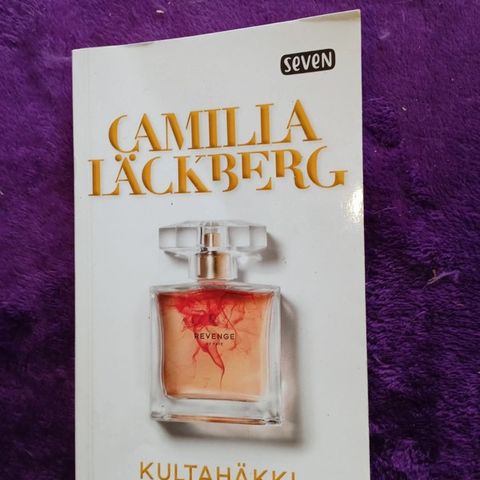 seven
CAMILLA
LÄCKBERG
REVENGE
KULTAHÄKKI